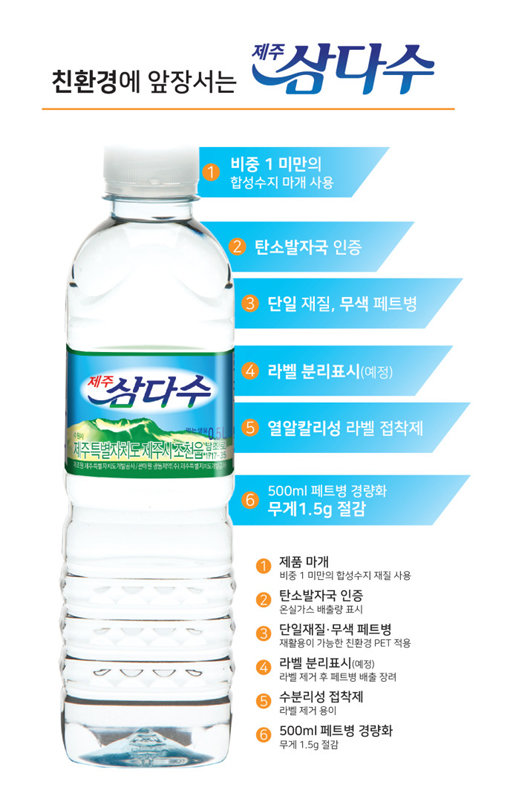 친환경에 앞장서는 제주 삼다수
1 비중 1 미만의
합성수지 마개 사용
2 탄소발자국 인증
3 단일 재질, 무색 페트병
4 라벨 분리표시(예정)
5 열알칼리성 라벨 접착제
6 500ml 페트병 경량화
무게1.5g 절감
제주 삼다수
0.5L
제주특별자치도 제주시 조천읍
1 제품 마개
비중 1 미만의 합성수지 재질 사용
2 탄소발자국 인증
온실가스 배출량 표시
3 단일재질·무색 페트병
재활용이 가능한 친환경 PET 적용
4 라벨 분리표시(예정)
라벨 제거 후 페트병 배출 장려
5 수분리성 접착제
라벨 제거 용이
6 500ml 페트병 경량화
무게 1.5g 절감